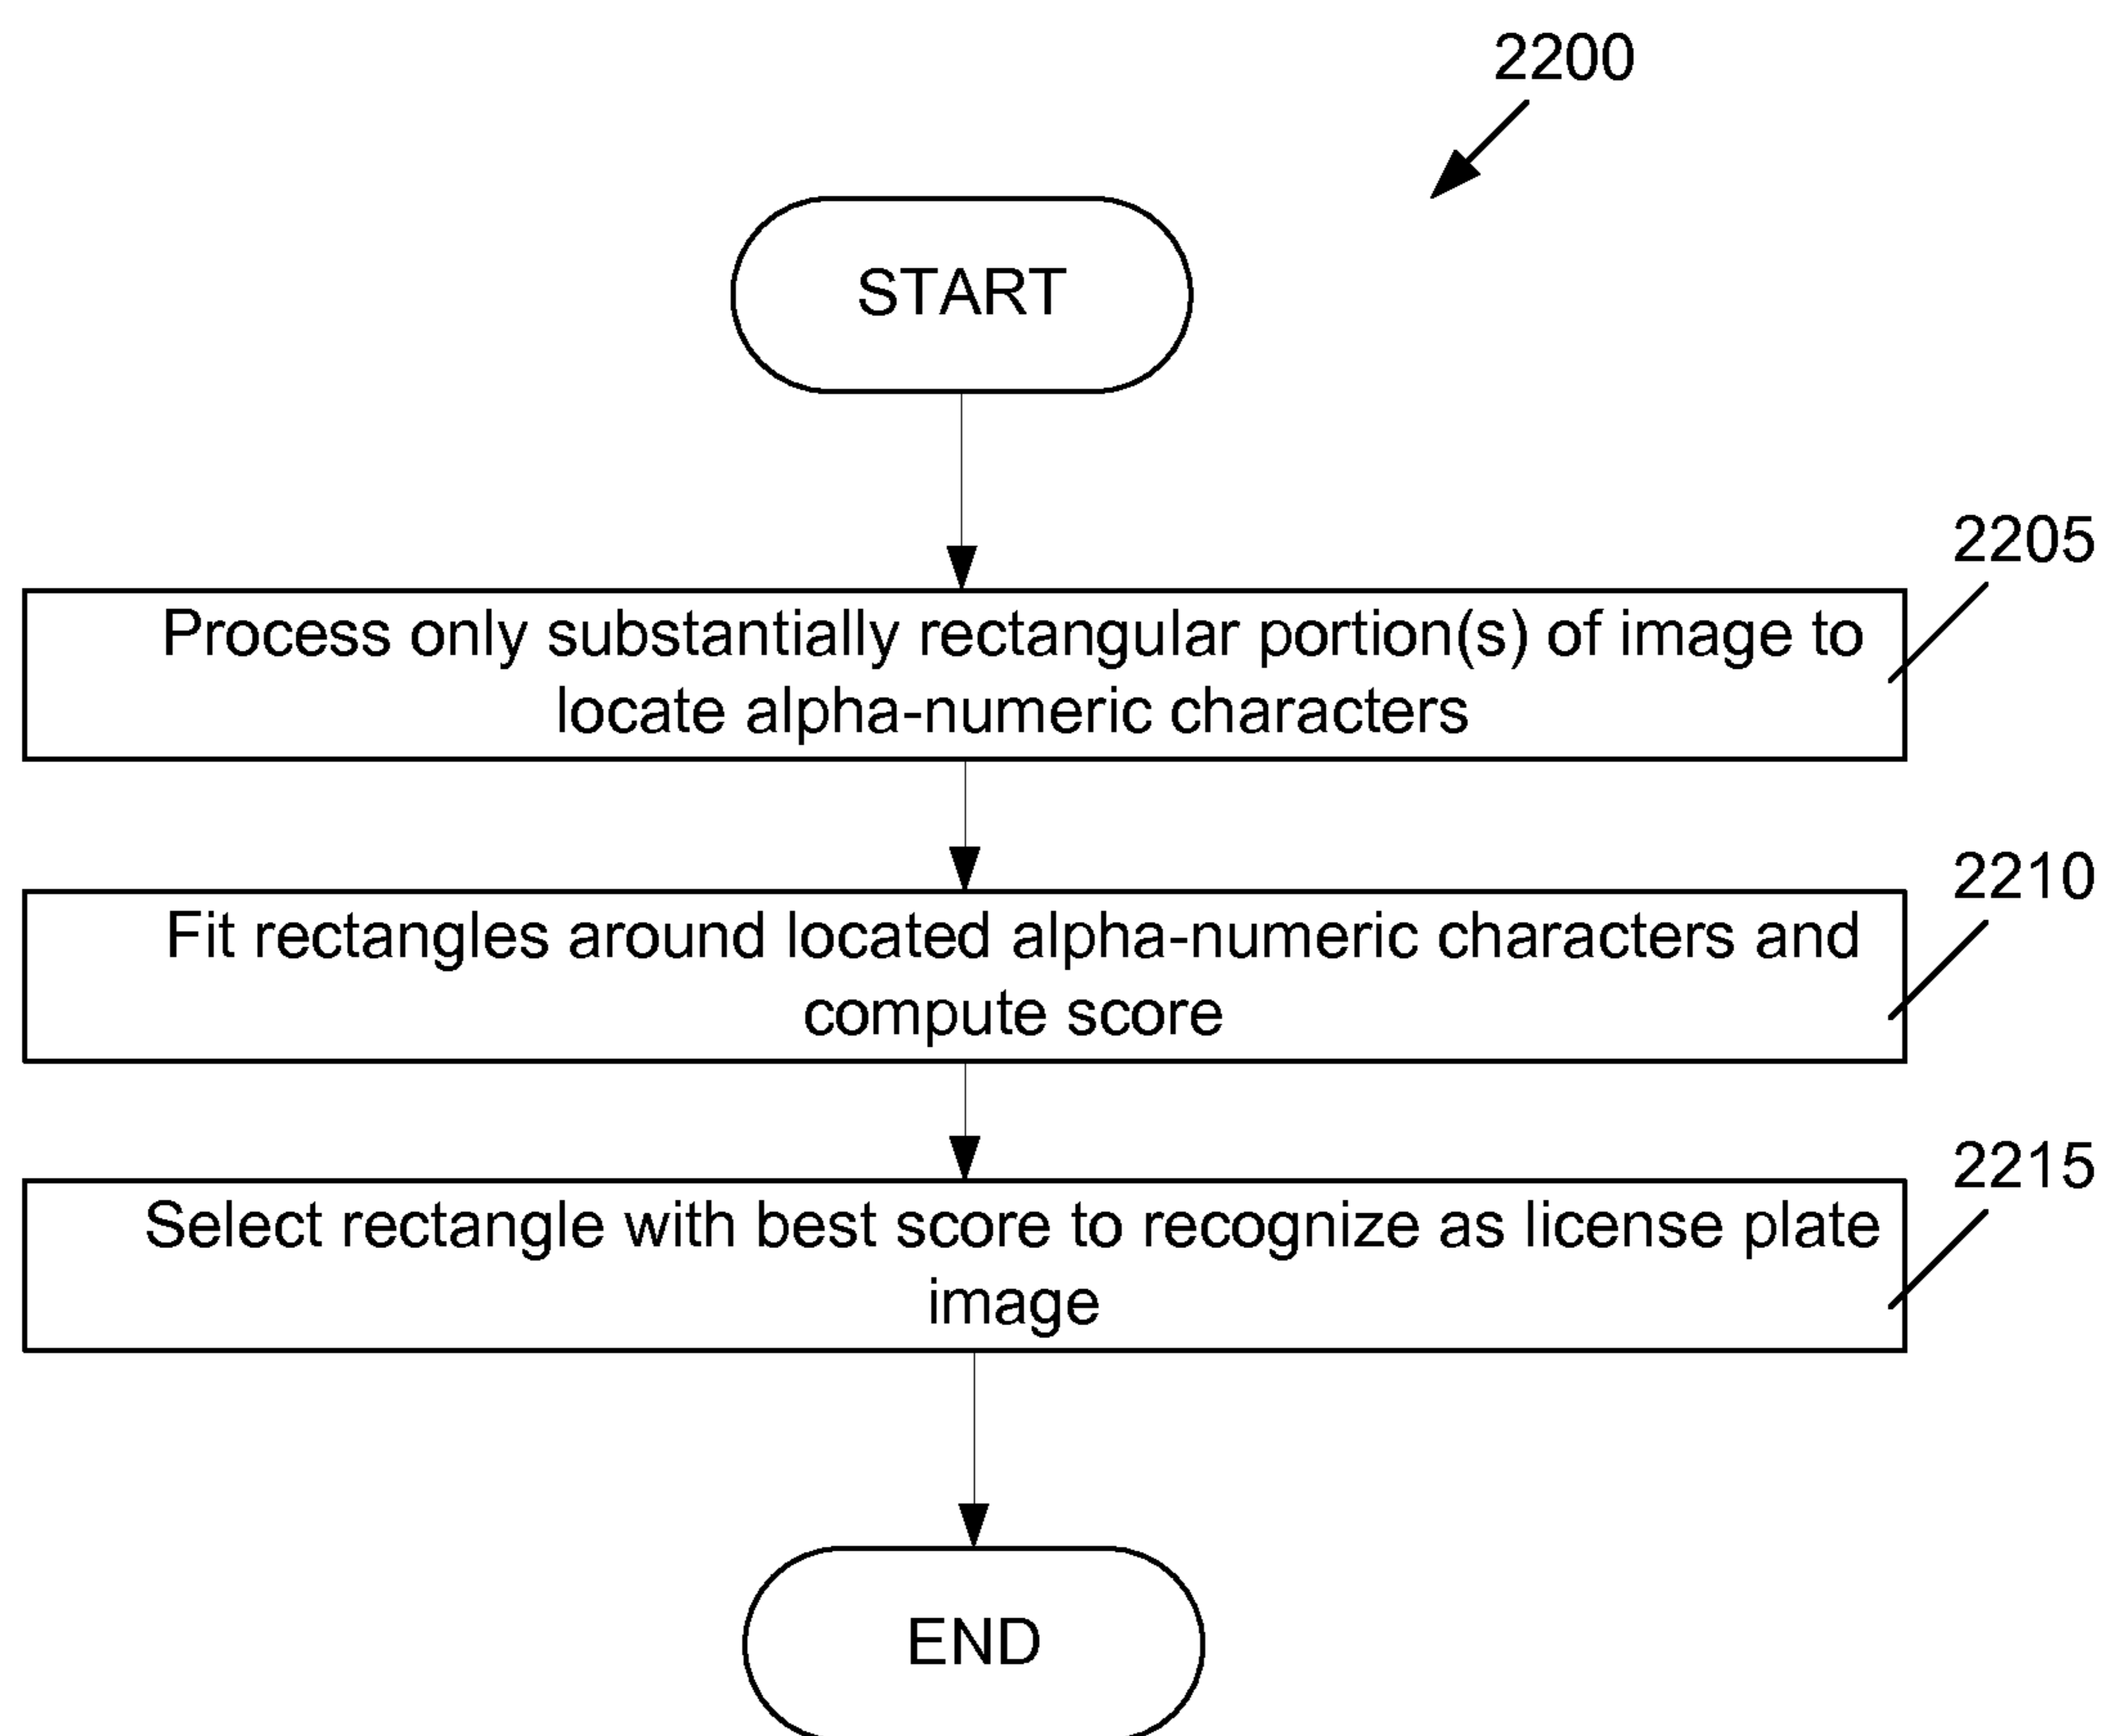 2200
START
2205
Process only substantially rectangular portion(s) of image to
locate alpha-numeric characters
2210
Fit rectangles around located alpha-numeric characters and
compute score
2215
Select rectangle with best score to recognize as license plate
image
END